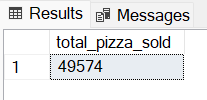 Results Messages
total_pizza_sold
1 49574